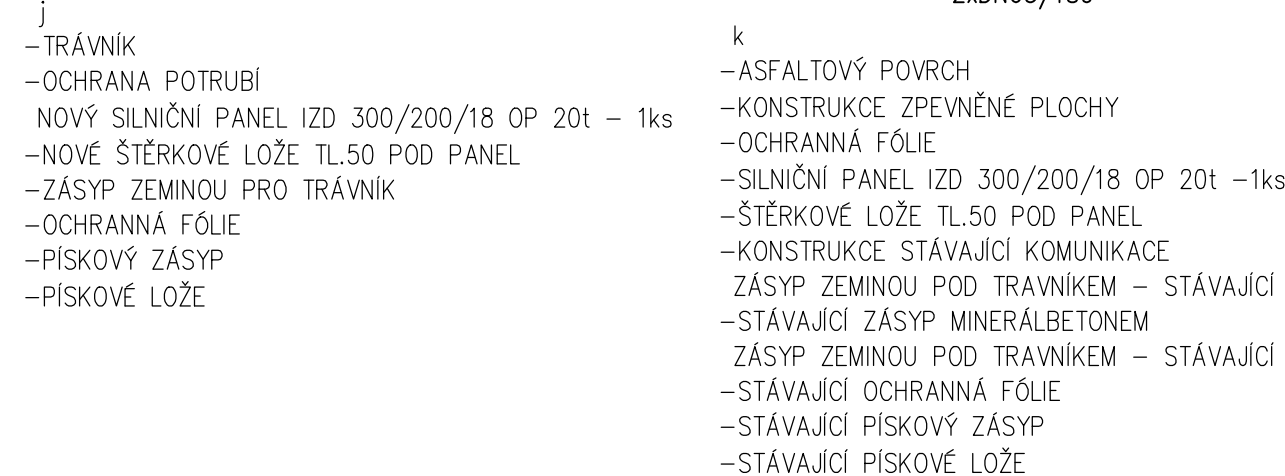 j
–TRÁVNÍK
–OCHRANA POTRUBÍ
NOVÝ SILNIČNÍ PANEL IZD 300/200/18 OP 20t – 1ks
–NOVÉ ŠTĚRKOVÉ LOŽE TL.50 POD PANEL
–ZÁSYP ZEMINOU PRO TRÁVNÍK
–OCHRANNÁ FÓLIE
–PÍSKOVÝ ZÁSYP
–PÍSKOVÉ LOŽE
k
–ASFALTOVÝ POVRCH
–KONSTRUKCE ZPEVNĚNÉ PLOCHY
–OCHRANNÁ FÓLIE
–SILNIČNÍ PANEL IZD 300/200/18 OP 20t –1ks
–ŠTĚRKOVÉ LOŽE TL.50 POD PANEL
–KONSTRUKCE STÁVAJÍCÍ KOMUNIKACE
ZÁSYP ZEMINOU POD TRAVNÍKEM – STÁVAJÍCÍ
–STÁVAJÍCÍ ZÁSYP MINERÁLBETONEM
ZÁSYP ZEMINOU POD TRAVNÍKEM – STÁVAJÍCÍ
–STÁVAJÍCÍ OCHRANNÁ FÓLIE
–STÁVAJÍCÍ PÍSKOVÝ ZÁSYP
–STÁVAJÍCÍ PÍSKOVÉ LOŽE